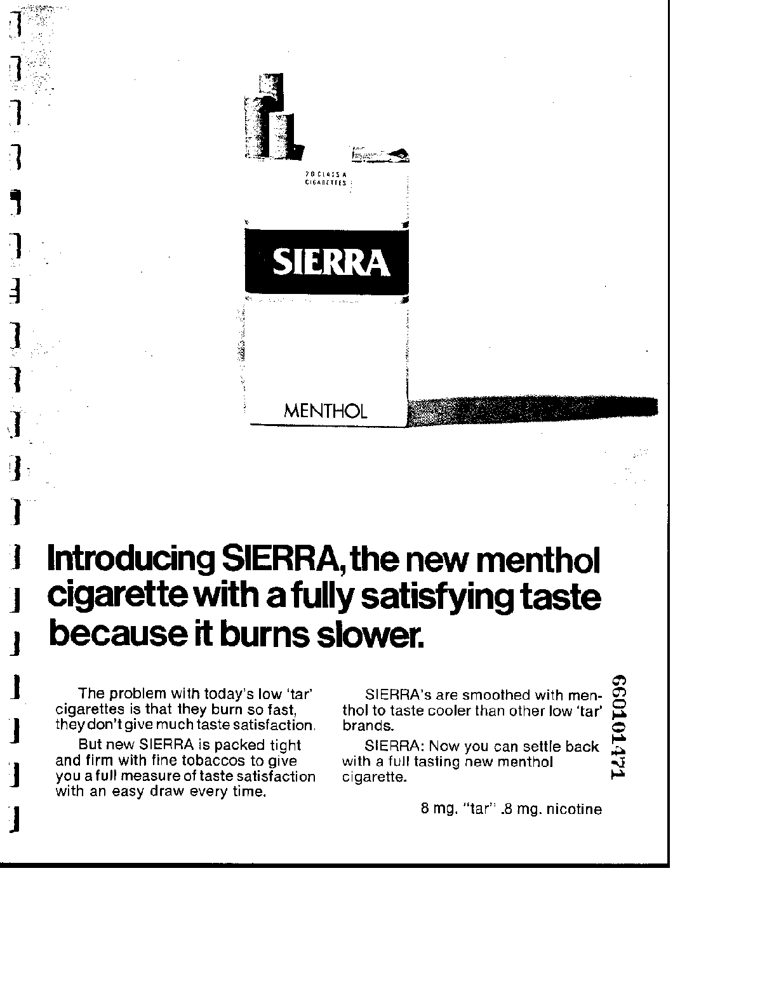 20 CLASS A
CIGARETTES
SIERRA
MENTHOL
Introducing SIERRA, the new menthol
cigarette with a fully satisfying taste
because it burns slower.
The problem with today's low 'tar'
cigarettes is that they burn so fast,
they don't give much taste satisfaction.
But new SIERRA is packed tight
and firm with fine tobaccos to give
you a full measure of taste satisfaction
with an easy draw every time.
SIERRA's are smoothed with men-
thol to taste cooler than other low 'tar'
brands.
SIERRA: Now you can settle back
with a full tasting new menthol
cigarette.
8 mg. "tar" .8 mg. nicotine
660101471